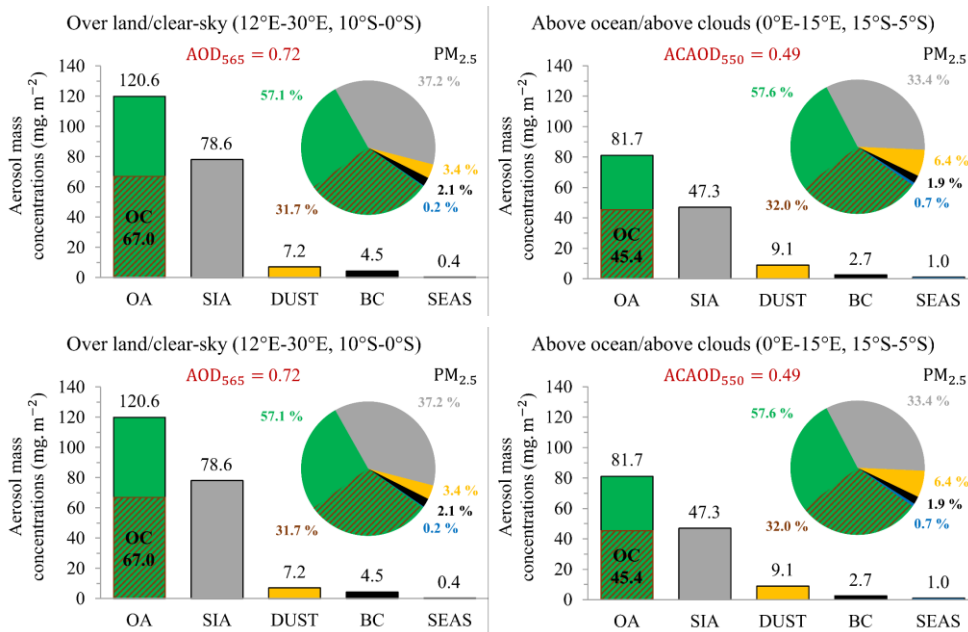 Over land/clear-sky (12°E-30°E, 10°S-0°S)
AOD₅₆₅ = 0.72
PM₂.₅
Aerosol mass
concentrations (mg. m⁻²)
140
120
100
80
60
40
20
0
120.6
78.6
7.2
4.5
0.4
OC
67.0
OA
SIA
DUST
BC
SEAS
57.1 %
37.2 %
3.4 %
2.1 %
0.2 %
31.7 %
Above ocean/above clouds (0°E-15°E, 15°S-5°S)
ACAOD₅₅₀ = 0.49
PM₂.₅
Aerosol mass
concentrations (mg. m⁻²)
140
120
100
80
60
40
20
0
81.7
47.3
9.1
2.7
1.0
OC
45.4
OA
SIA
DUST
BC
SEAS
57.6 %
33.4 %
6.4 %
1.9 %
0.7 %
32.0 %
Over land/clear-sky (12°E-30°E, 10°S-0°S)
AOD₅₆₅ = 0.72
PM₂.₅
Aerosol mass
concentrations (mg. m⁻²)
140
120
100
80
60
40
20
0
120.6
78.6
7.2
4.5
0.4
OC
67.0
OA
SIA
DUST
BC
SEAS
57.1 %
37.2 %
3.4 %
2.1 %
0.2 %
31.7 %
Above ocean/above clouds (0°E-15°E, 15°S-5°S)
ACAOD₅₅₀ = 0.49
PM₂.₅
Aerosol mass
concentrations (mg. m⁻²)
140
120
100
80
60
40
20
0
81.7
47.3
9.1
2.7
1.0
OC
45.4
OA
SIA
DUST
BC
SEAS
57.6 %
33.4 %
6.4 %
1.9 %
0.7 %
32.0 %